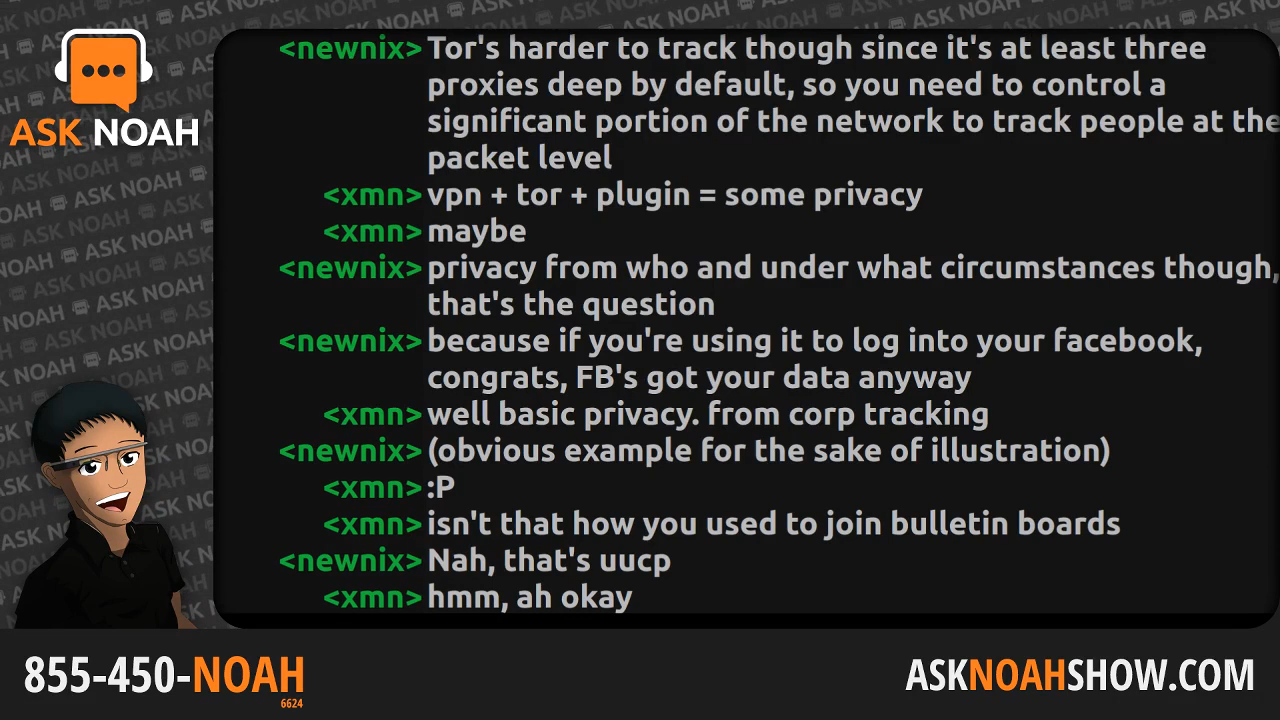 ASK NOAH
<newnix> Tor's harder to track though since it's at least three
proxies deep by default, so you need to control a
significant portion of the network to track people at the
packet level
<xmn> vpn + tor + plugin = some privacy
<xmn> maybe
<newnix> privacy from who and under what circumstances though,
that's the question
<newnix> because if you're using it to log into your facebook,
congrats, FB's got your data anyway
<xmn> well basic privacy. from corp tracking
<newnix> (obvious example for the sake of illustration)
<xmn> :P
<xmn> isn't that how you used to join bulletin boards
<newnix> Nah, that's uucp
<xmn> hmm, ah okay
855-450-NOAH
6624
ASKNOAHSHOW.COM